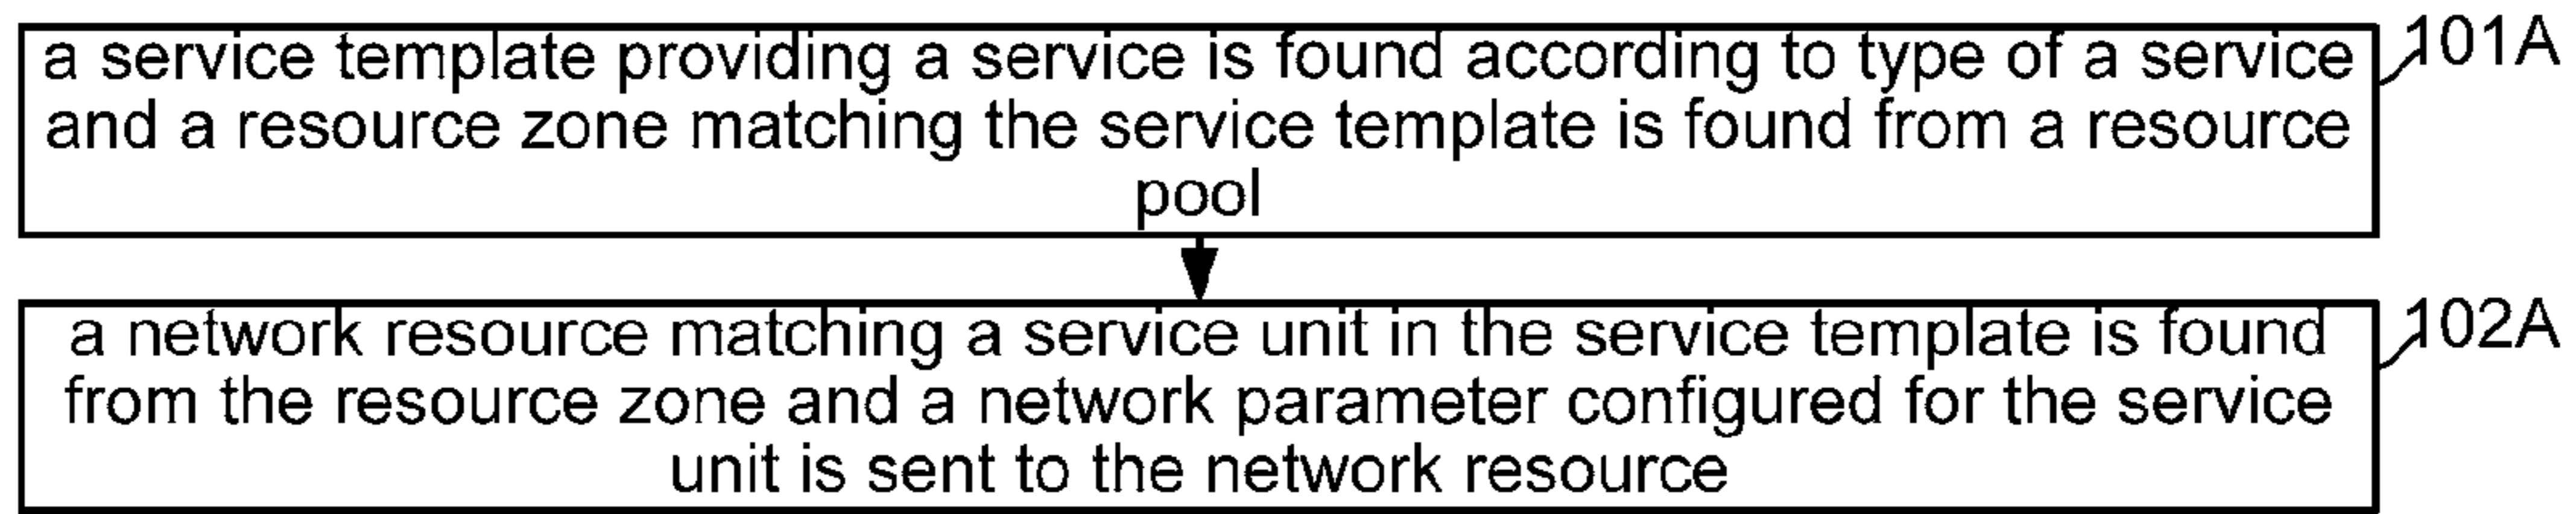 a service template providing a service is found according to type of a service
and a resource zone matching the service template is found from a resource
pool
101A
a network resource matching a service unit in the service template is found
from the resource zone and a network parameter configured for the service
unit is sent to the network resource
102A